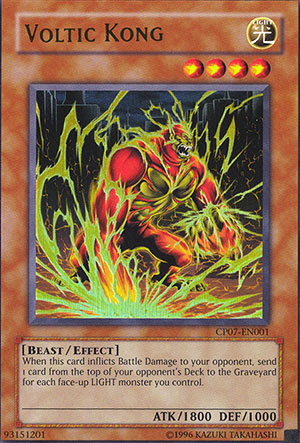 VOLTIC KONG
LIGHT
光
CP07-EN001
[BEAST / EFFECT]
When this card inflicts Battle Damage to your opponent, send
1 card from the top of your opponent's Deck to the Graveyard
for each face-up LIGHT monster you control.
ATK/1800 DEF/1000
93151201
©1996 KAZUKI TAKAHASHI